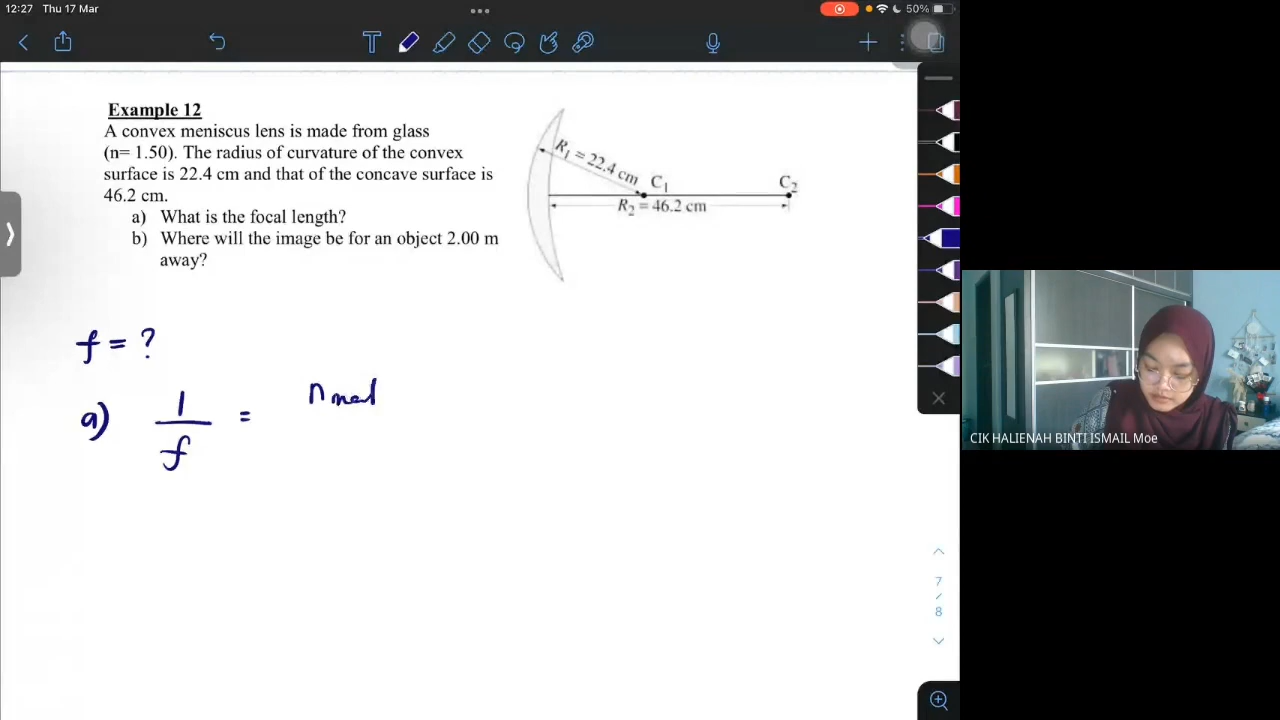 12:27 Thu 17 Mar
50%
T
Example 12
A convex meniscus lens is made from glass
(n= 1.50). The radius of curvature of the convex
surface is 22.4 cm and that of the concave surface is
46.2 cm.
a) What is the focal length?
b) Where will the image be for an object 2.00 m
away?
R₁ = 22.4 cm
C₁
C₂
R₂ = 46.2 cm
f = ?
a) 1/f = n mat
7
/
8
CIK HALIENAH BINTI ISMAIL Moe